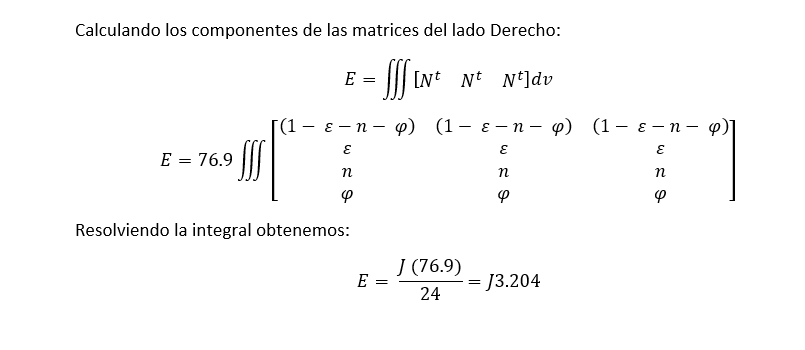 Calculando los componentes de las matrices del lado Derecho:
E = ∭ [Nᵗ Nᵗ Nᵗ]dv
E = 76.9 ∭ [(1 − ε − n − φ) (1 − ε − n − φ) (1 − ε − n − φ)
ε ε ε
n n n
φ φ φ]
Resolviendo la integral obtenemos:
E = J (76.9) / 24 = J3.204